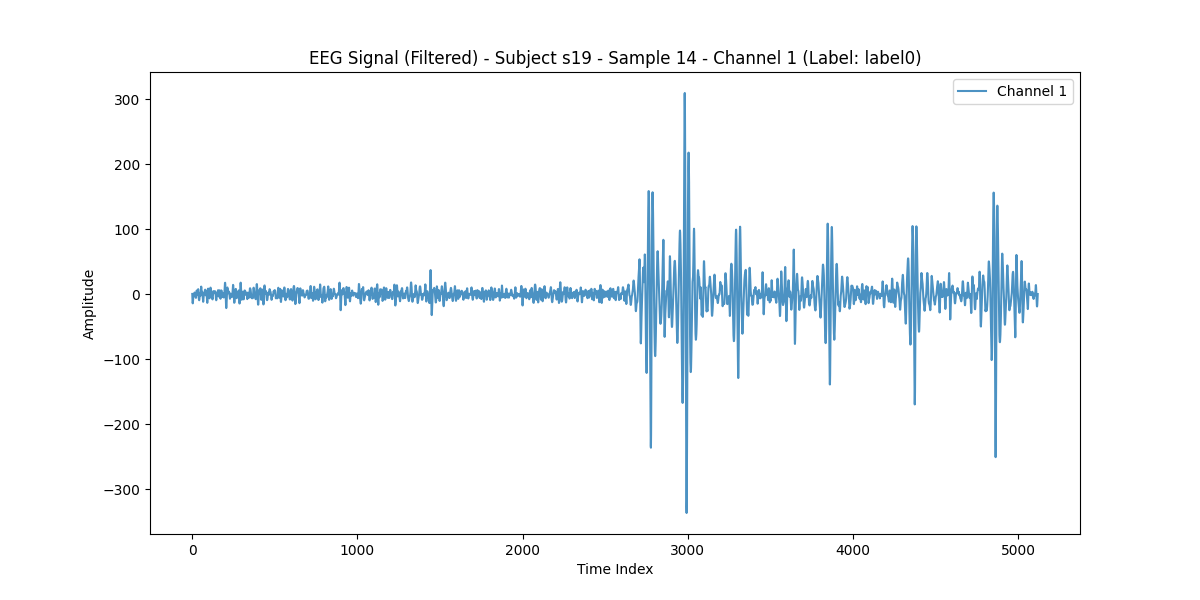 EEG Signal (Filtered) - Subject s19 - Sample 14 - Channel 1 (Label: label0)
Channel 1
300
200
100
0
−100
−200
−300
Amplitude
0 1000 2000 3000 4000 5000
Time Index